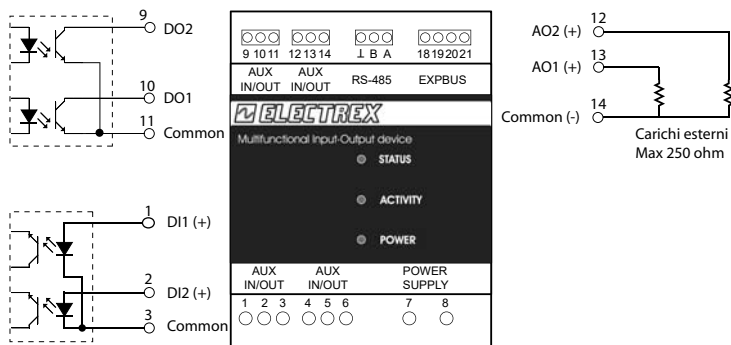 9
DO2
10
DO1
11
Common
1
DI1 (+)
2
DI2 (+)
3
Common
9 10 11 12 13 14 ⊥ B A 18 19 20 21
AUX IN/OUT
AUX IN/OUT
RS-485
EXPBUS
ELECTREX
Multifunctional Input-Output device
STATUS
ACTIVITY
POWER
AUX IN/OUT
AUX IN/OUT
POWER SUPPLY
1 2 3 4 5 6 7 8
12
AO2 (+)
13
AO1 (+)
14
Common (-)
Carichi esterni
Max 250 ohm